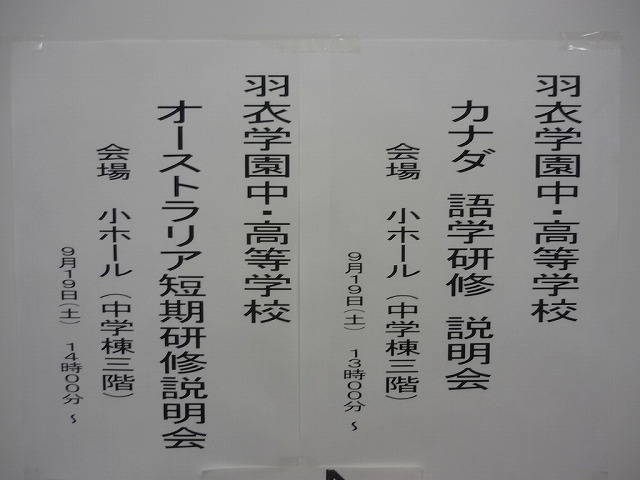 羽衣学園中・高等学校
カナダ 語学研修 説明会
会場 小ホール（中学棟三階）
9月19日（土） 13時00分～
羽衣学園中・高等学校
オーストラリア短期研修説明会
会場 小ホール（中学棟三階）
9月19日（土） 14時00分～